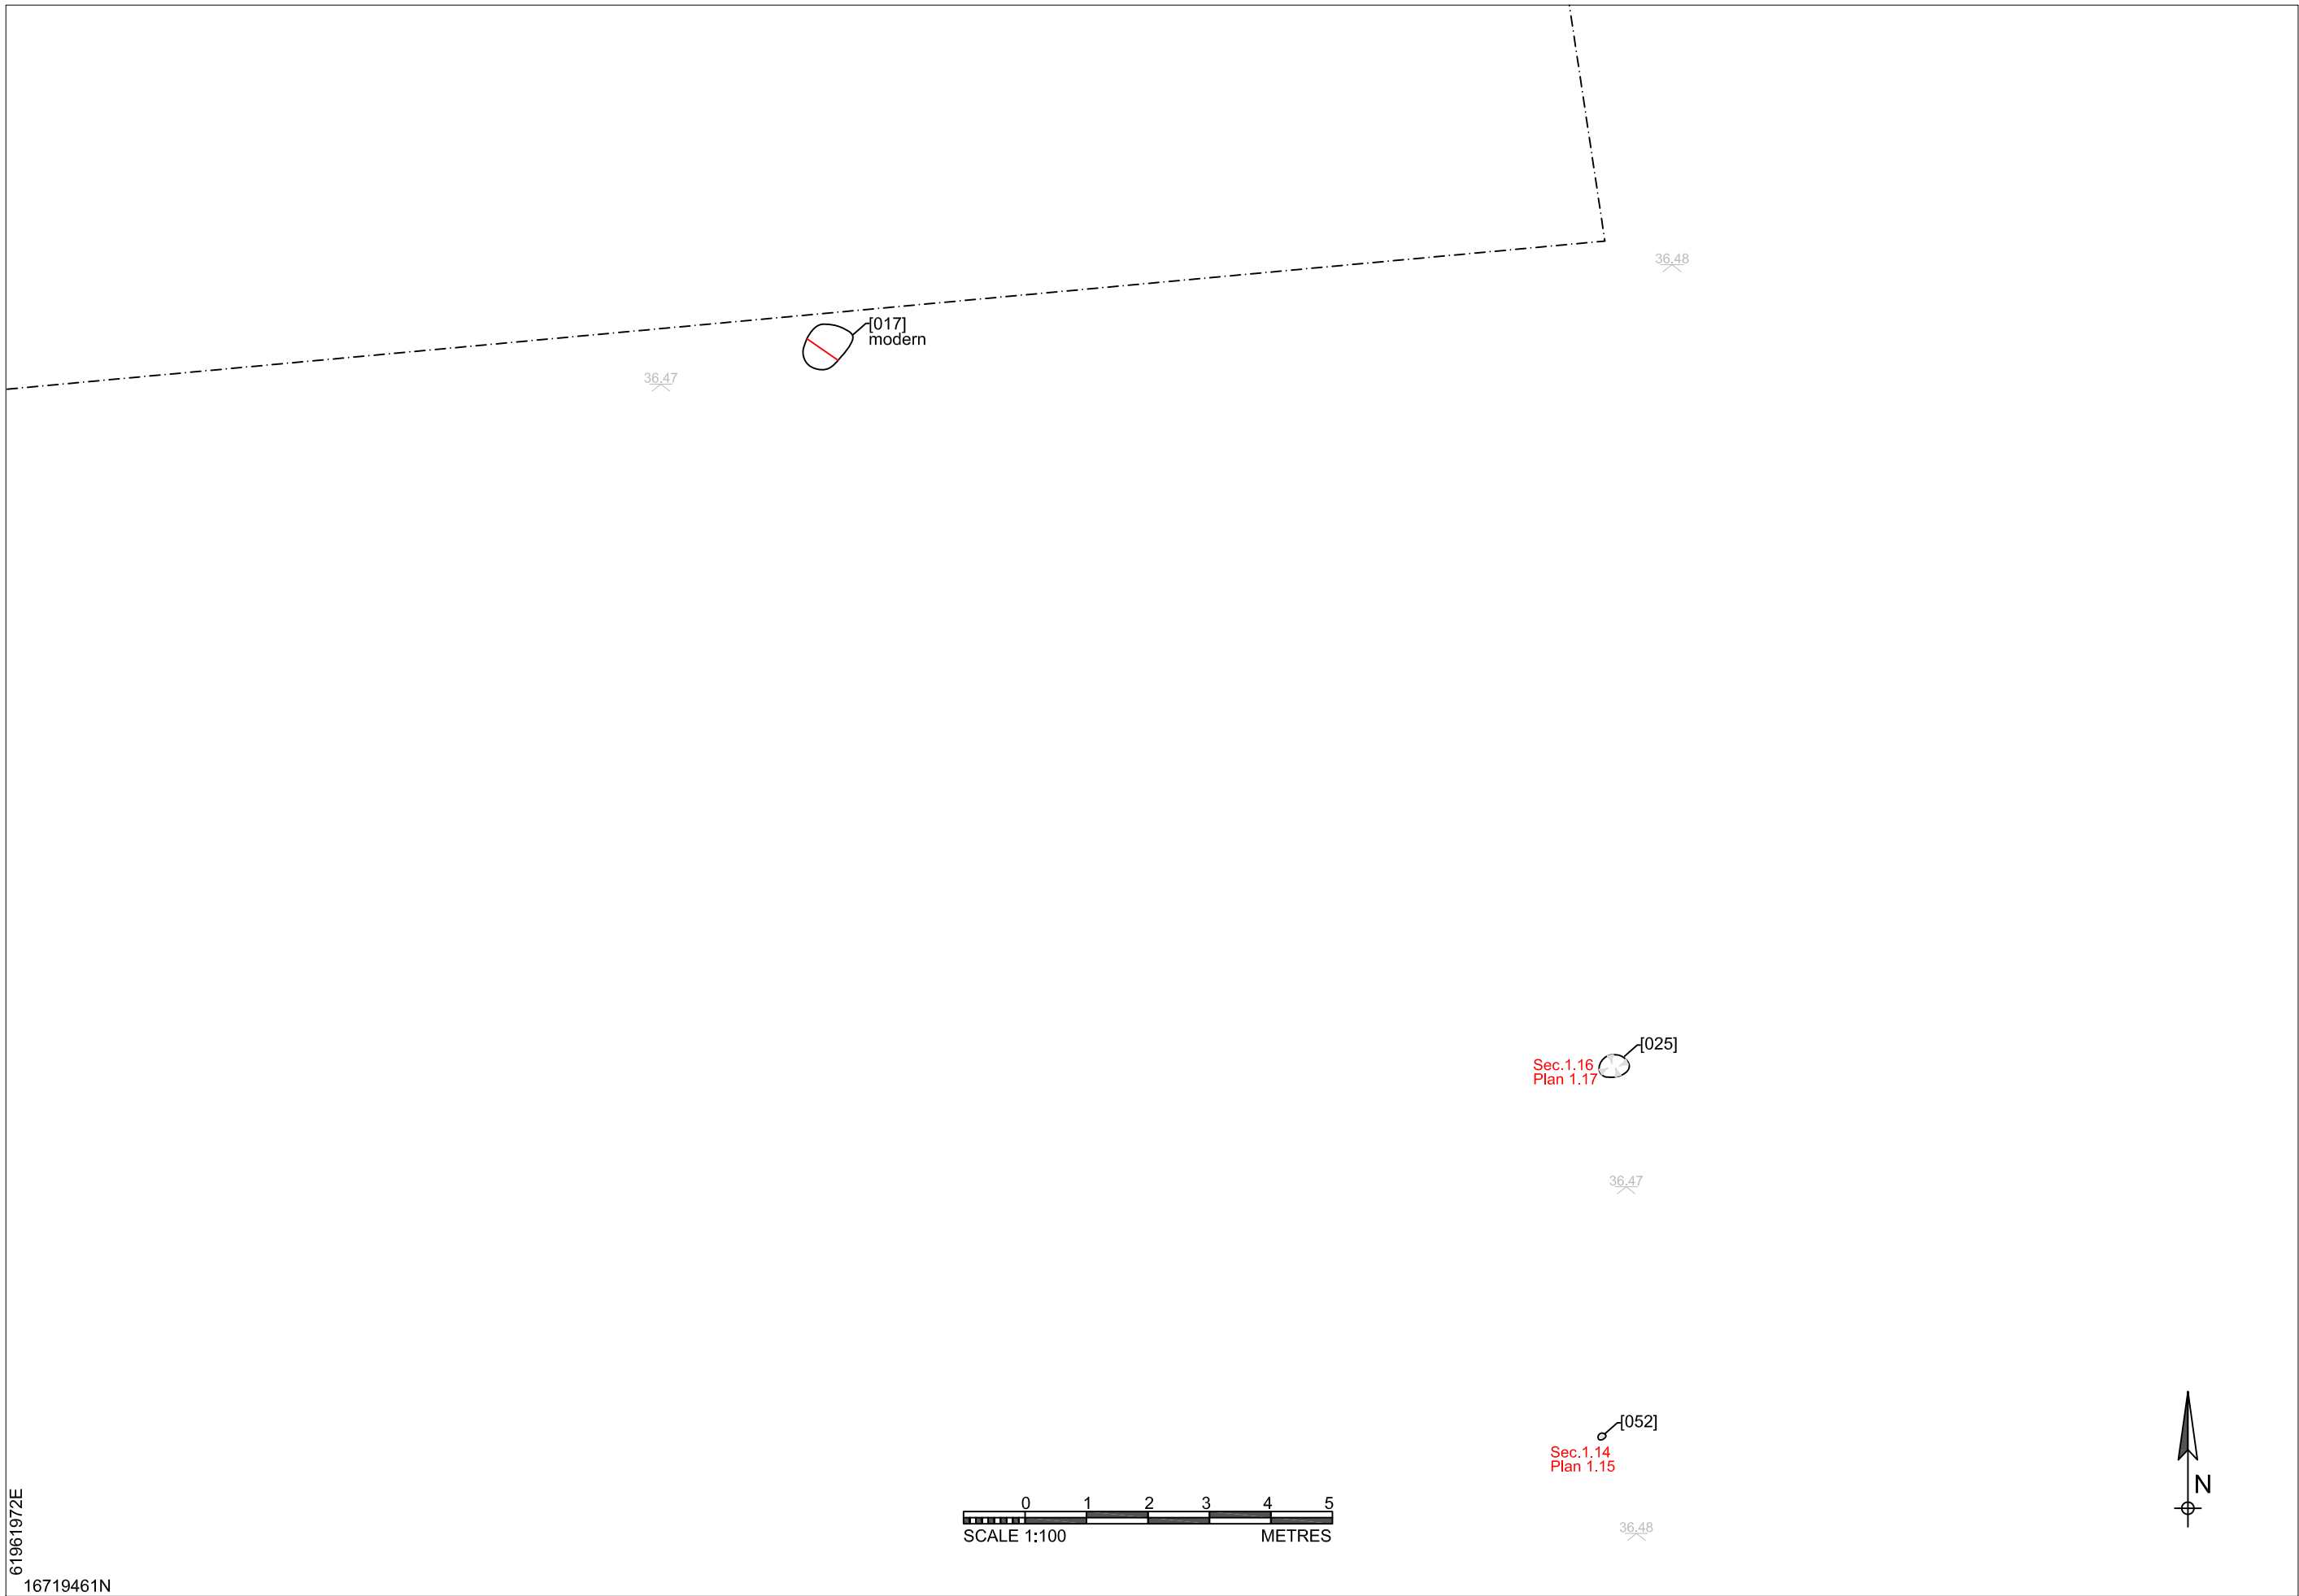 36.48
[017]
modern
36.47
[025]
Sec.1.16
Plan 1.17
36.47
[052]
Sec.1.14
Plan 1.15
N
0 1 2 3 4 5
SCALE 1:100 METRES
36.48
61961972E
16719461N